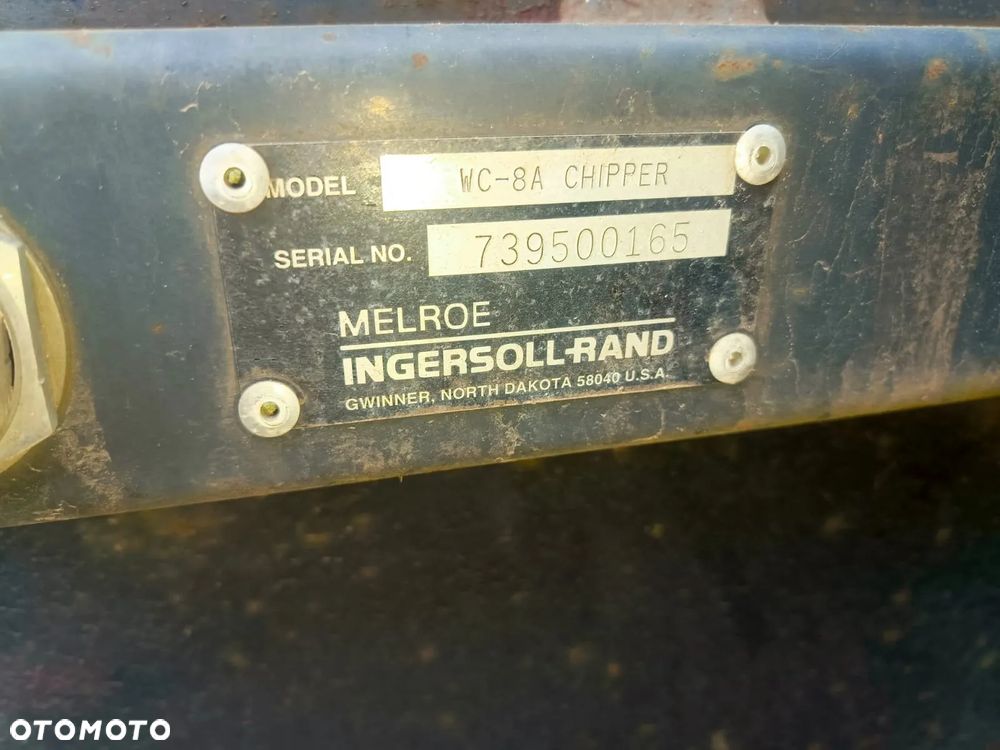 MODEL WC-8A CHIPPER
SERIAL NO. 739500165
MELROE
INGERSOLL-RAND
GWINNER, NORTH DAKOTA 58040 U.S.A.
OTOMOTO